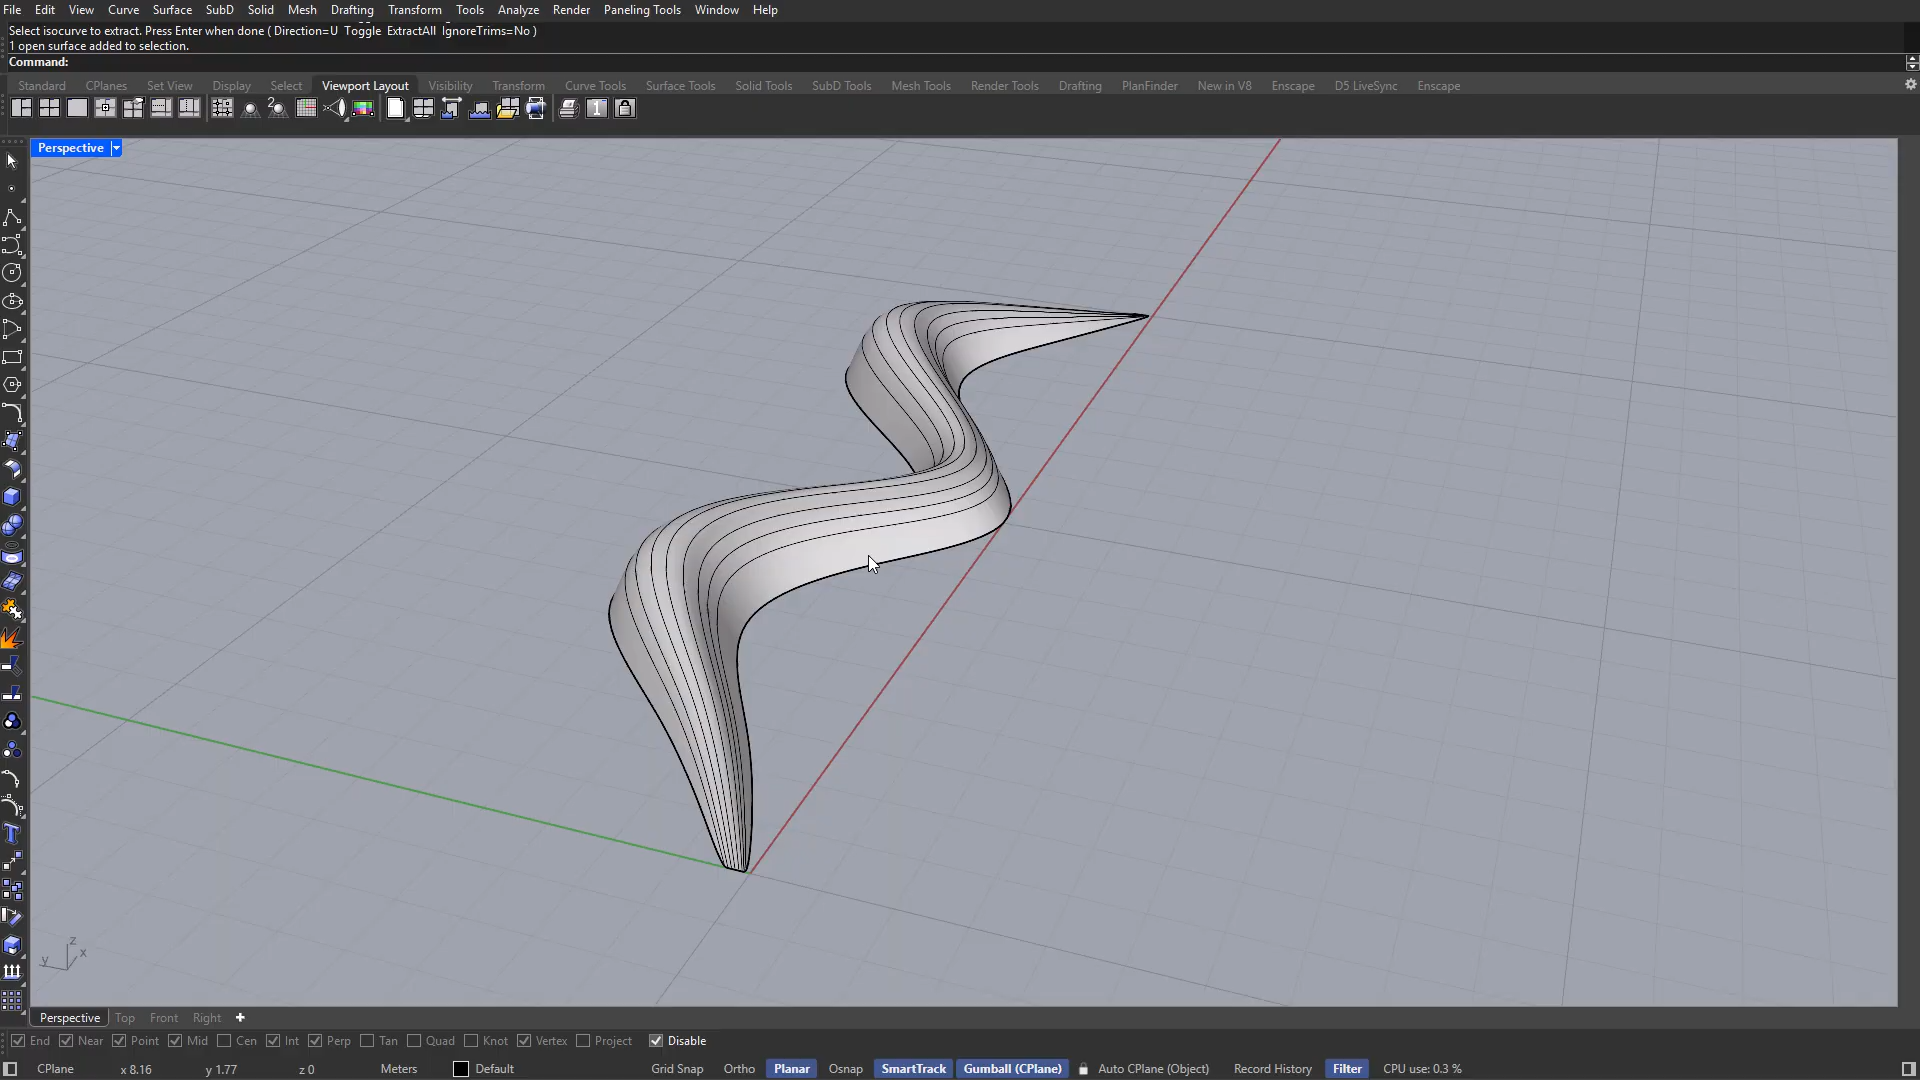 File Edit View Curve Surface SubD Solid Mesh Drafting Transform Tools Analyze Render Paneling Tools Window Help
Select isocurve to extract. Press Enter when done ( Direction=U Toggle ExtractAll IgnoreTrims=No )
1 open surface added to selection.
Command:
Standard CPlanes Set View Display Select Viewport Layout Visibility Transform Curve Tools Surface Tools Solid Tools SubD Tools Mesh Tools Render Tools Drafting PlanFinder New in V8 Enscape D5 LiveSync Enscape
2 1
Perspective
z
y x
Perspective Top Front Right
End Near Point Mid Cen Int Perp Tan Quad Knot Vertex Project Disable
CPlane x 8.16 y 1.77 z 0 Meters Default Grid Snap Ortho Planar Osnap SmartTrack Gumball (CPlane) Auto CPlane (Object) Record History Filter CPU use: 0.3 %